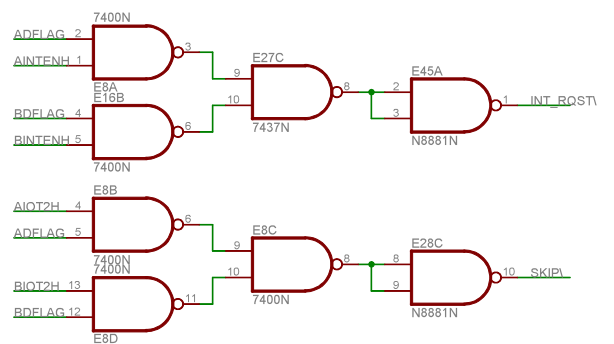 7400N
ADFLAG 2
3
AINTENH 1
E8A
E27C
9
8
10
7437N
E45A
2
1 INT_RQST\
3
N8881N
E16B
BDFLAG 4
6
BINTENH 5
7400N
E8B
AIOT2H 4
6
ADFLAG 5
7400N
E8C
9
8
10
7400N
E28C
8
10 SKIP\
9
N8881N
7400N
BIOT2H 13
11
BDFLAG 12
E8D